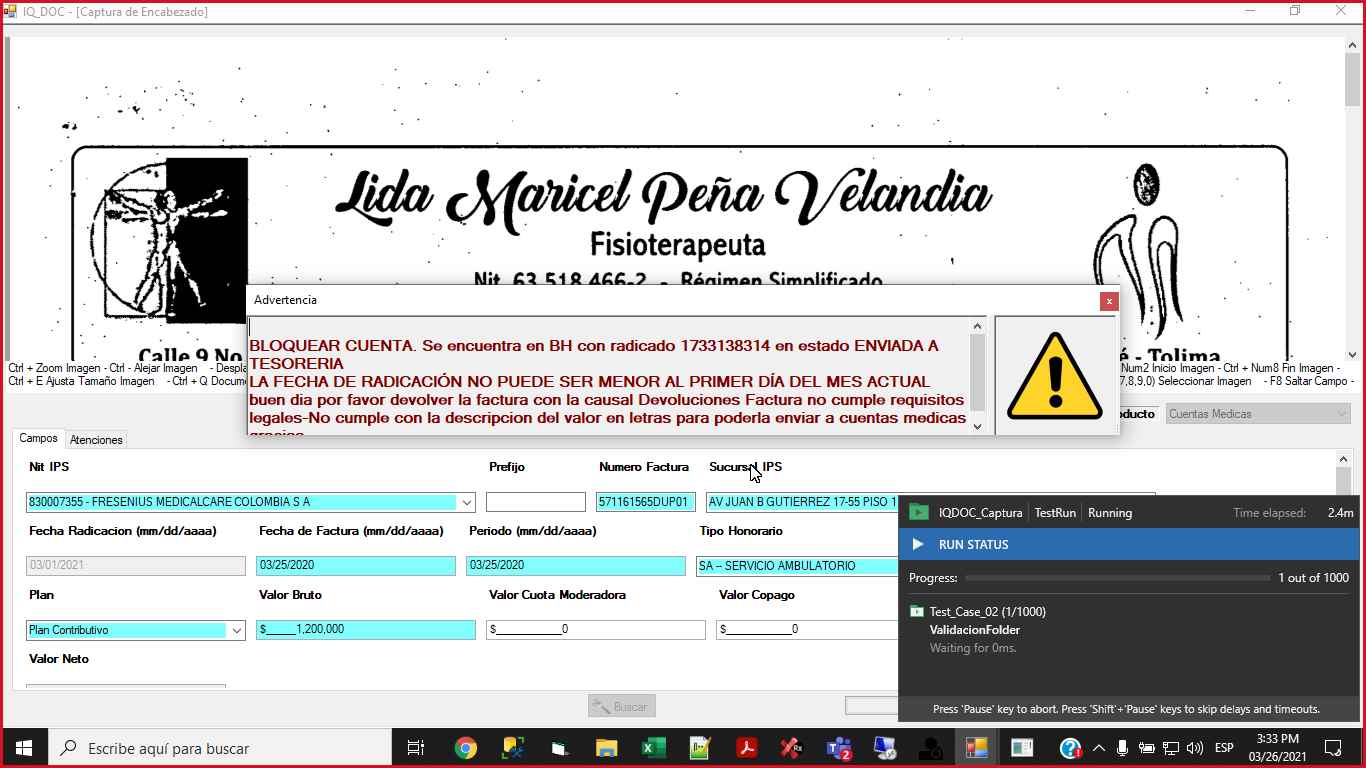 IQ_DOC - [Captura de Encabezado]
Lida Maricel Peña Velandia
Fisioterapeuta
Nit. 63.518.466-2 - Régimen Simplificado
Calle 9 No
é - Tolima
Ctrl + Zoom Imagen - Ctrl - Alejar Imagen - Despla
Num2 Inicio Imagen - Ctrl + Num8 Fin Imagen -
Ctrl + E Ajusta Tamaño Imagen - Ctrl + Q Docume
7,8,9,0) Seleccionar Imagen - F8 Saltar Campo -
Advertencia
x
BLOQUEAR CUENTA. Se encuentra en BH con radicado 1733138314 en estado ENVIADA A
TESORERIA
LA FECHA DE RADICACIÓN NO PUEDE SER MENOR AL PRIMER DÍA DEL MES ACTUAL
buen dia por favor devolver la factura con la causal Devoluciones Factura no cumple requisitos
legales-No cumple con la descripcion del valor en letras para poderla enviar a cuentas medicas
gracias
oducto
Cuentas Medicas
Campos
Atenciones
Nit IPS
Prefijo
Numero Factura
Sucursal IPS
830007355 - FRESENIUS MEDICALCARE COLOMBIA S A
571161565DUP01
AV JUAN B GUTIERREZ 17-55 PISO 1
Fecha Radicacion (mm/dd/aaaa)
Fecha de Factura (mm/dd/aaaa)
Periodo (mm/dd/aaaa)
Tipo Honorario
03/01/2021
03/25/2020
03/25/2020
SA -- SERVICIO AMBULATORIO
Plan
Valor Bruto
Valor Cuota Moderadora
Valor Copago
Plan Contributivo
$_____1,200,000
$___________0
$___________0
Valor Neto
Buscar
IQDOC_Captura
TestRun
Running
Time elapsed:
2.4m
RUN STATUS
Progress:
1 out of 1000
Test_Case_02 (1/1000)
ValidacionFolder
Waiting for 0ms.
Press 'Pause' key to abort. Press 'Shift'+'Pause' keys to skip delays and timeouts.
Escribe aquí para buscar
2
ESP
3:33 PM
03/26/2021